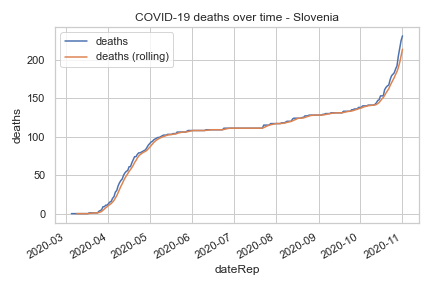 COVID-19 deaths over time - Slovenia
deaths
deaths (rolling)
deaths
200
150
100
50
0
2020-03
2020-04
2020-05
2020-06
2020-07
2020-08
2020-09
2020-10
2020-11
dateRep